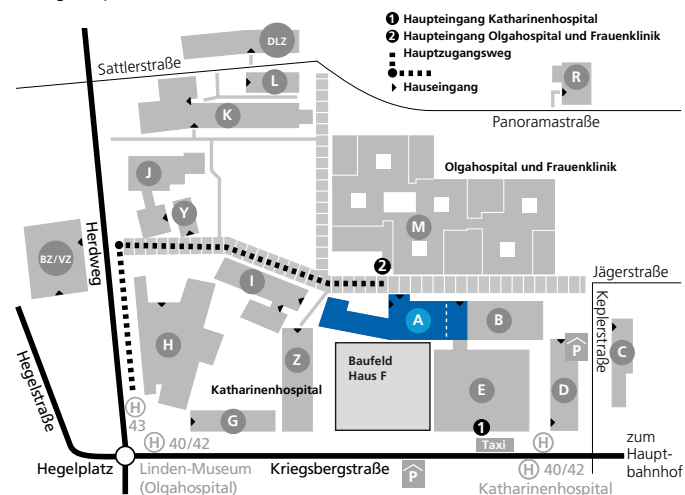 ❶ Haupteingang Katharinenhospital
❷ Haupteingang Olgahospital und Frauenklinik
Hauptzugangsweg
Hauseingang
DLZ
Sattlerstraße
L
R
K
Panoramastraße
Olgahospital und Frauenklinik
J
Y
M
Herdweg
BZ/VZ
2
Jägerstraße
I
A
B
Keplerstraße
H
Z
Baufeld
Haus F
P
C
Hegelstraße
Katharinenhospital
E
D
H
43
G
1
H 40/42
Taxi
H
zum
Haupt-
bahnhof
Hegelplatz
Linden-Museum
(Olgahospital)
Kriegsbergstraße
P
H 40/42
Katharinenhospital